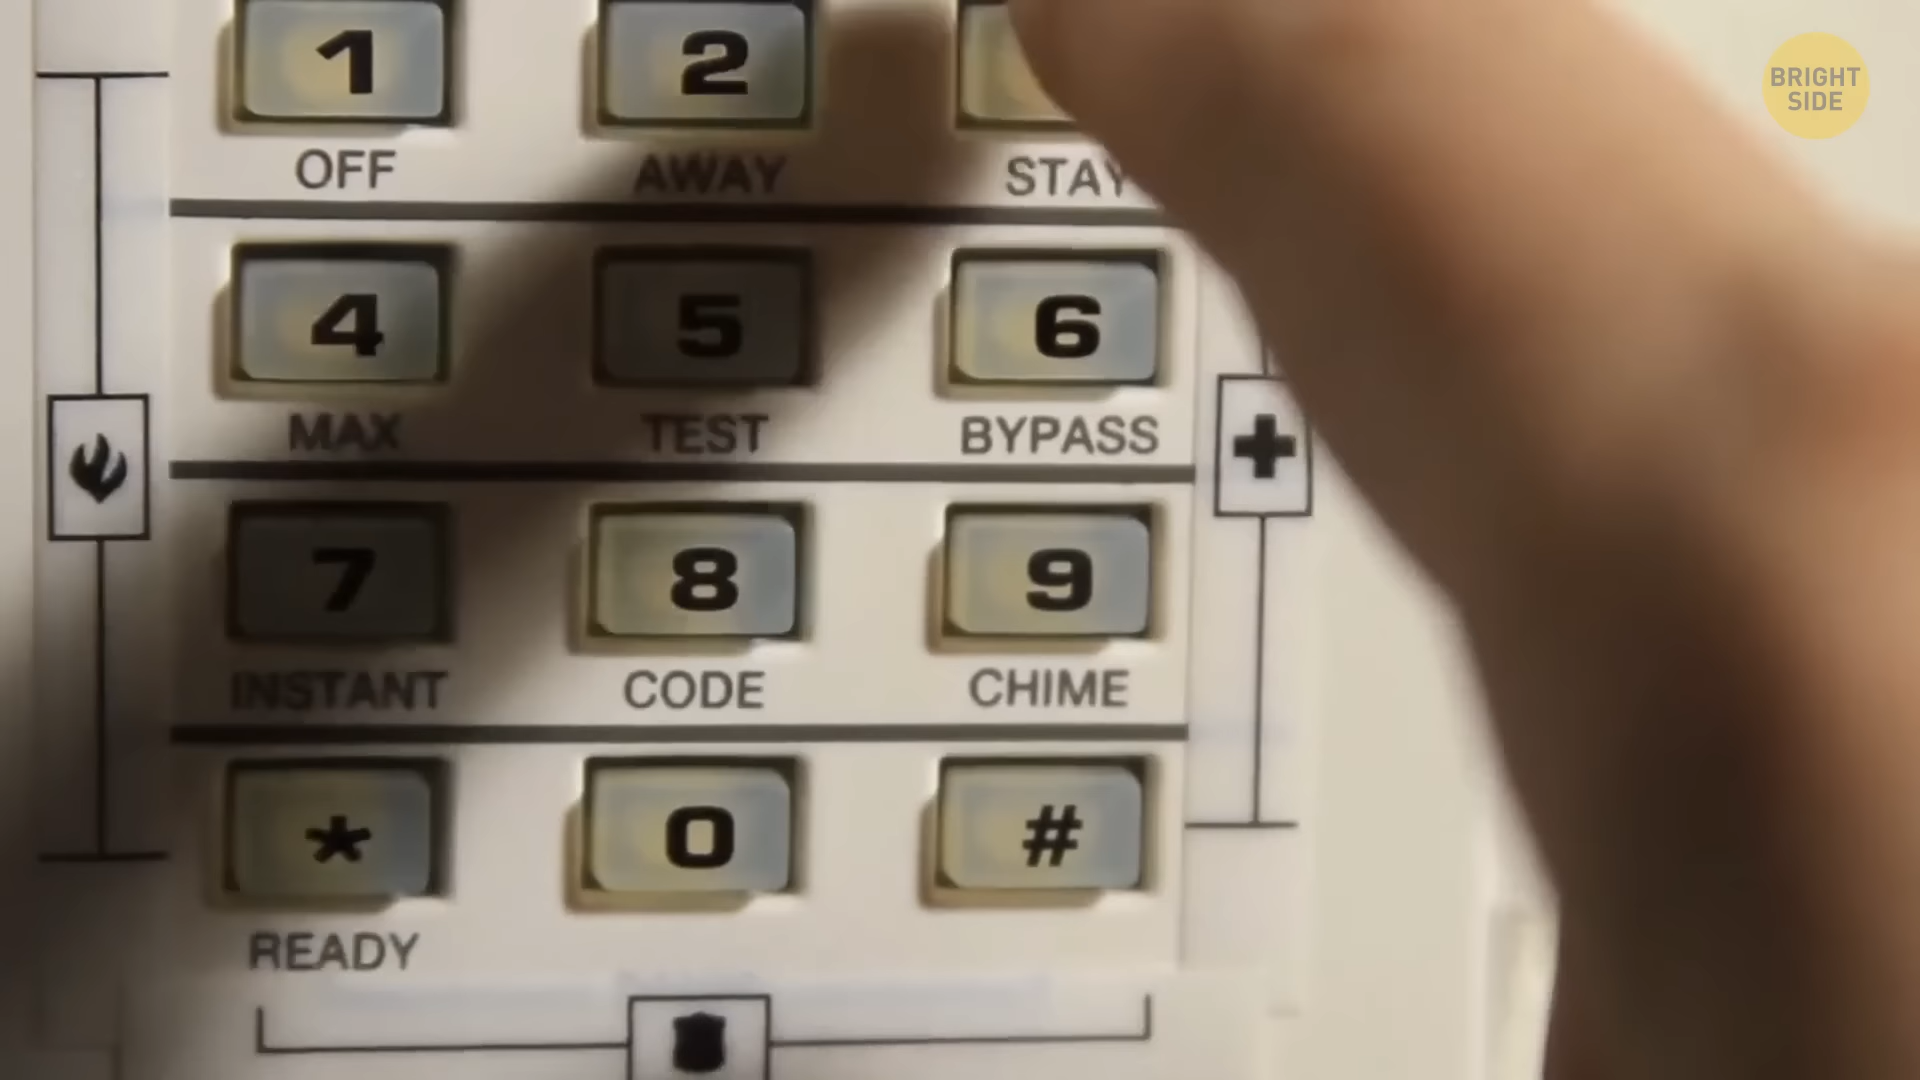 BRIGHT
SIDE
1 2
OFF AWAY STAY
4 5 6
MAX TEST BYPASS
7 8 9
INSTANT CODE CHIME
* 0 #
READY